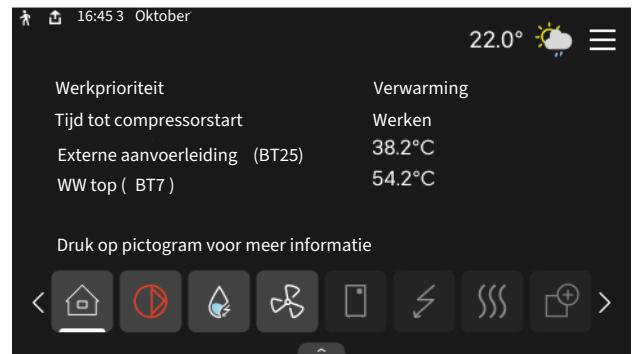 16:45 3 Oktober
22.0°
Werkprioriteit Verwarming
Tijd tot compressorstart Werken
Externe aanvoerleiding (BT25) 38.2°C
WW top ( BT7 ) 54.2°C
Druk op pictogram voor meer informatie